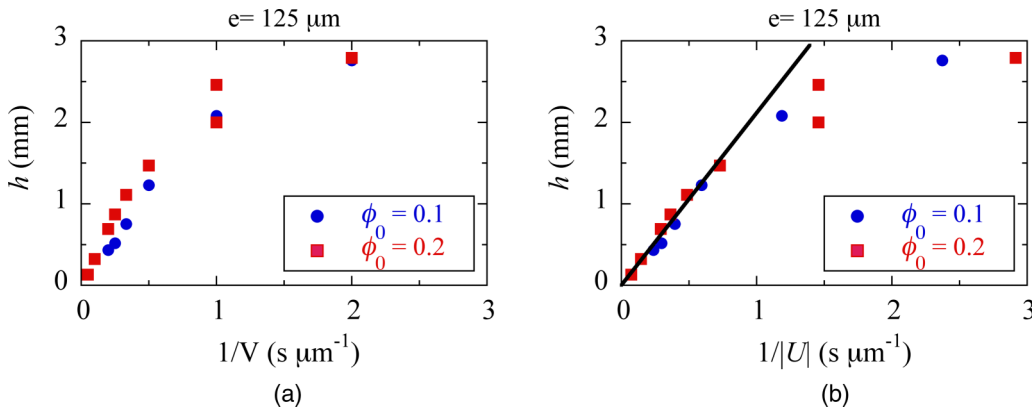 e= 125 μm
3
2
1
0
h (mm)
ϕ₀ = 0.1
ϕ₀ = 0.2
0 1 2 3
1/V (s μm⁻¹)
(a)
e= 125 μm
3
2
1
0
h (mm)
ϕ₀ = 0.1
ϕ₀ = 0.2
0 1 2 3
1/|U| (s μm⁻¹)
(b)